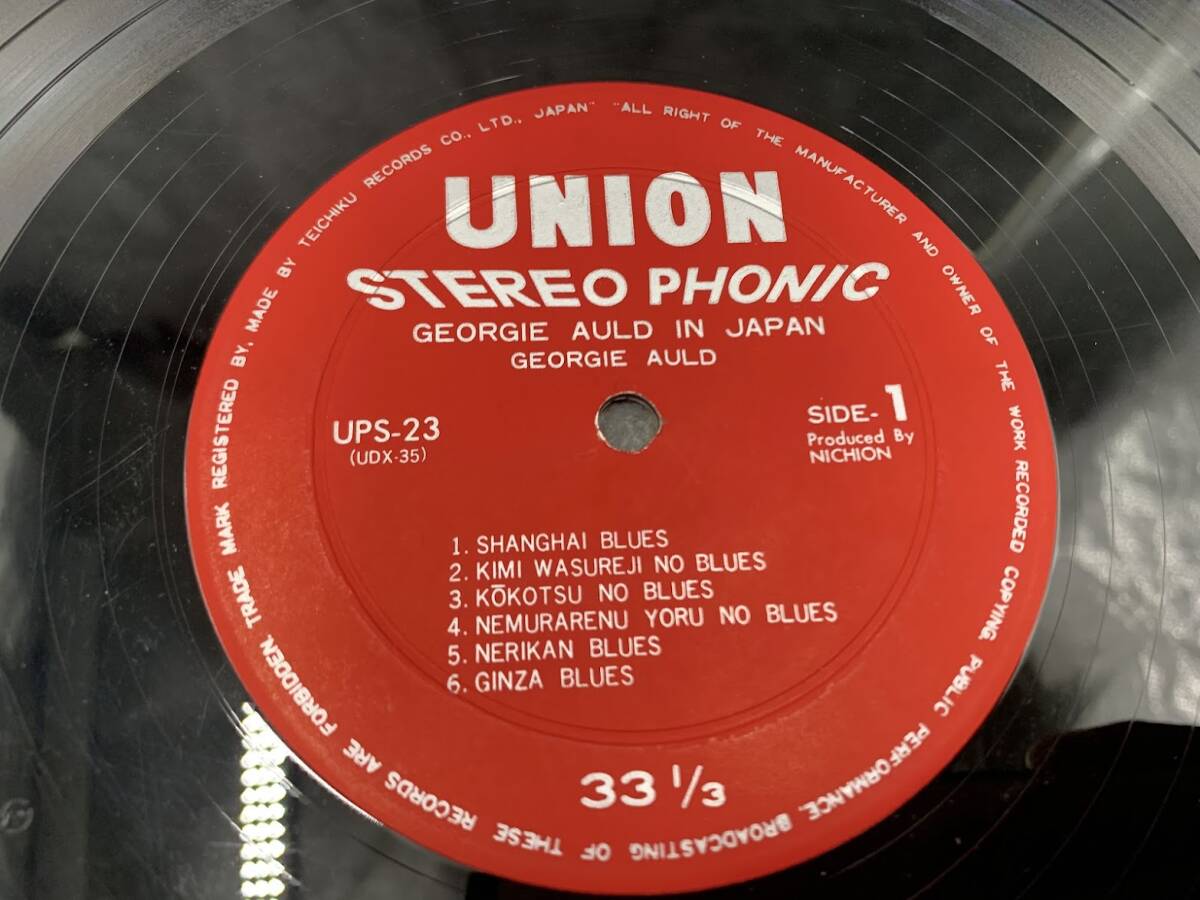 UNION
STEREO PHONIC
GEORGIE AULD IN JAPAN
GEORGIE AULD
UPS-23
(UDX-35)
SIDE-1
Produced By
NICHION
1. SHANGHAI BLUES
2. KIMI WASUREJI NO BLUES
3. KŌKOTSU NO BLUES
4. NEMURARENU YORU NO BLUES
5. NERIKAN BLUES
6. GINZA BLUES
33 1/3
TRADE MARK REGISTERED BY, MADE BY TEICHIKU RECORDS CO., LTD., JAPAN" "ALL RIGHT OF THE MANUFACTURER AND OWNER OF THE WORK RECORDED COPYING, PUBLIC PERFORMANCE, BROADCASTING OF THESE RECORDS ARE FORBIDDEN